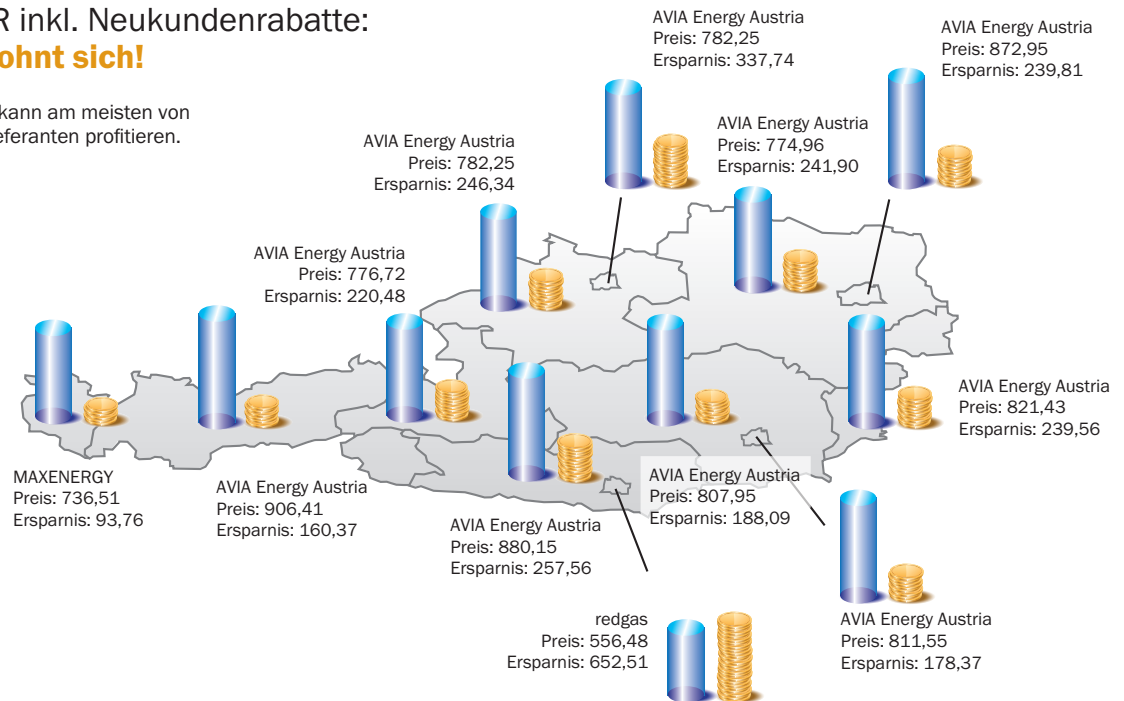 R inkl. Neukundenrabatte:
ohnt sich!
kann am meisten von
eferanten profitieren.
AVIA Energy Austria
Preis: 782,25
Ersparnis: 337,74
AVIA Energy Austria
Preis: 872,95
Ersparnis: 239,81
AVIA Energy Austria
Preis: 782,25
Ersparnis: 246,34
AVIA Energy Austria
Preis: 774,96
Ersparnis: 241,90
AVIA Energy Austria
Preis: 776,72
Ersparnis: 220,48
AVIA Energy Austria
Preis: 821,43
Ersparnis: 239,56
MAXENERGY
Preis: 736,51
Ersparnis: 93,76
AVIA Energy Austria
Preis: 906,41
Ersparnis: 160,37
AVIA Energy Austria
Preis: 880,15
Ersparnis: 257,56
AVIA Energy Austria
Preis: 807,95
Ersparnis: 188,09
redgas
Preis: 556,48
Ersparnis: 652,51
AVIA Energy Austria
Preis: 811,55
Ersparnis: 178,37